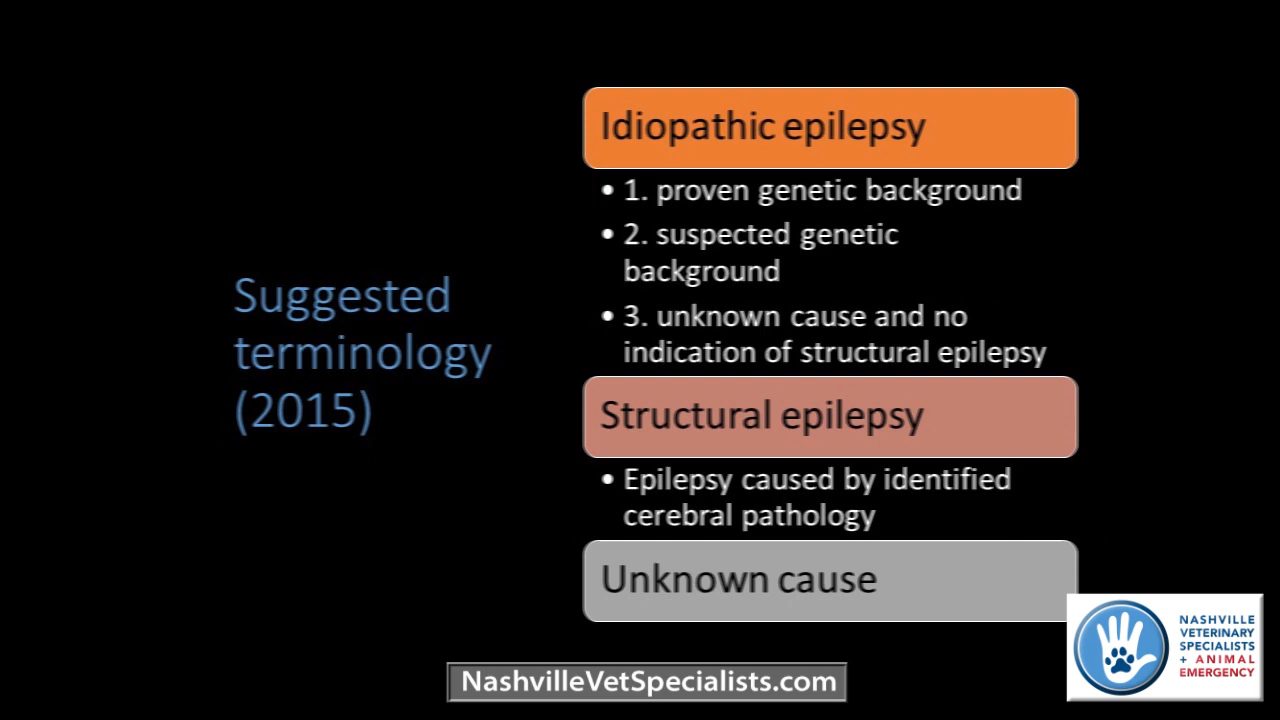 Suggested
terminology
(2015)
Idiopathic epilepsy
• 1. proven genetic background
• 2. suspected genetic
background
• 3. unknown cause and no
indication of structural epilepsy
Structural epilepsy
• Epilepsy caused by identified
cerebral pathology
Unknown cause
NashvilleVetSpecialists.com
NASHVILLE
VETERINARY
SPECIALISTS
+ ANIMAL
EMERGENCY